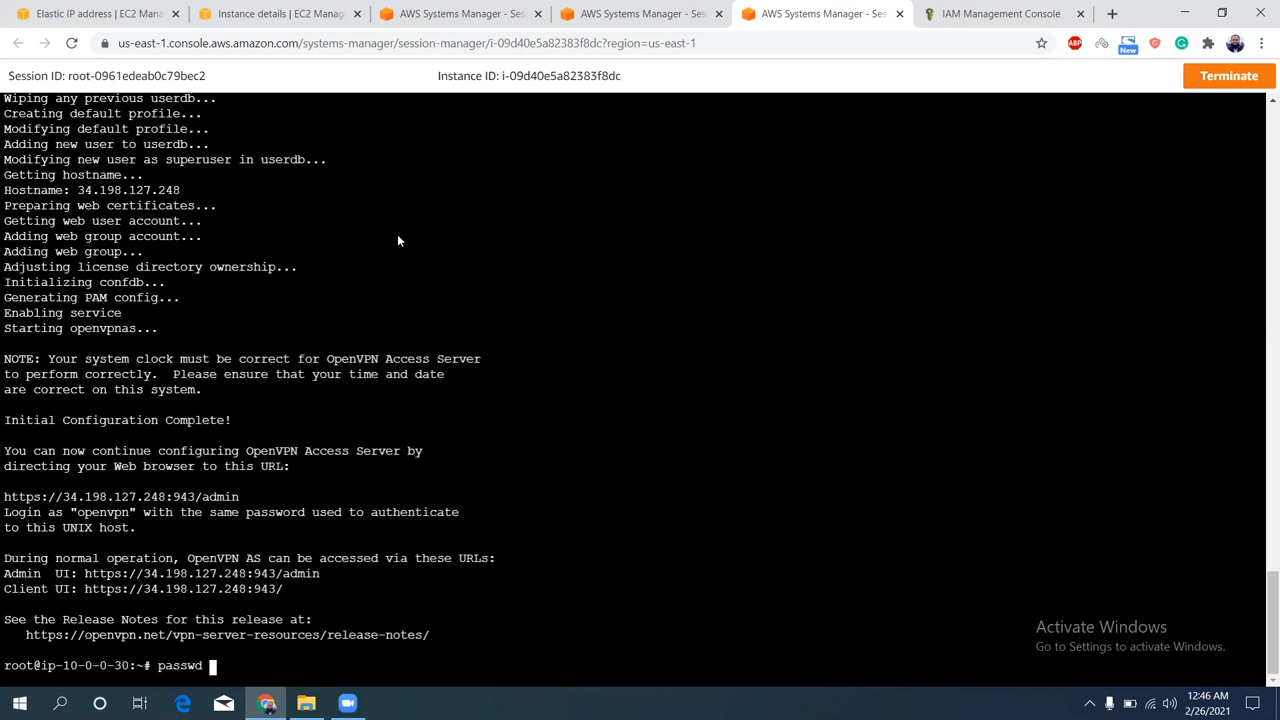 Elastic IP address | EC2 Mana
Instance details | EC2 Manag
AWS Systems Manager - Sess
AWS Systems Manager - Sess
AWS Systems Manager - Sess
IAM Management Console
us-east-1.console.aws.amazon.com/systems-manager/session-manager/i-09d40e5a82383f8dc?region=us-east-1
ABP
New
Session ID: root-0961edeab0c79bec2
Instance ID: i-09d40e5a82383f8dc
Terminate
Wiping any previous userdb...
Creating default profile...
Modifying default profile...
Adding new user to userdb...
Modifying new user as superuser in userdb...
Getting hostname...
Hostname: 34.198.127.248
Preparing web certificates...
Getting web user account...
Adding web group account...
Adding web group...
Adjusting license directory ownership...
Initializing confdb...
Generating PAM config...
Enabling service
Starting openvpnas...
NOTE: Your system clock must be correct for OpenVPN Access Server
to perform correctly.  Please ensure that your time and date
are correct on this system.
Initial Configuration Complete!
You can now continue configuring OpenVPN Access Server by
directing your Web browser to this URL:
https://34.198.127.248:943/admin
Login as "openvpn" with the same password used to authenticate
to this UNIX host.
During normal operation, OpenVPN AS can be accessed via these URLs:
Admin  UI: https://34.198.127.248:943/admin
Client UI: https://34.198.127.248:943/
See the Release Notes for this release at:
https://openvpn.net/vpn-server-resources/release-notes/
root@ip-10-0-0-30:~# passwd
Activate Windows
Go to Settings to activate Windows.
12:46 AM
2/26/2021